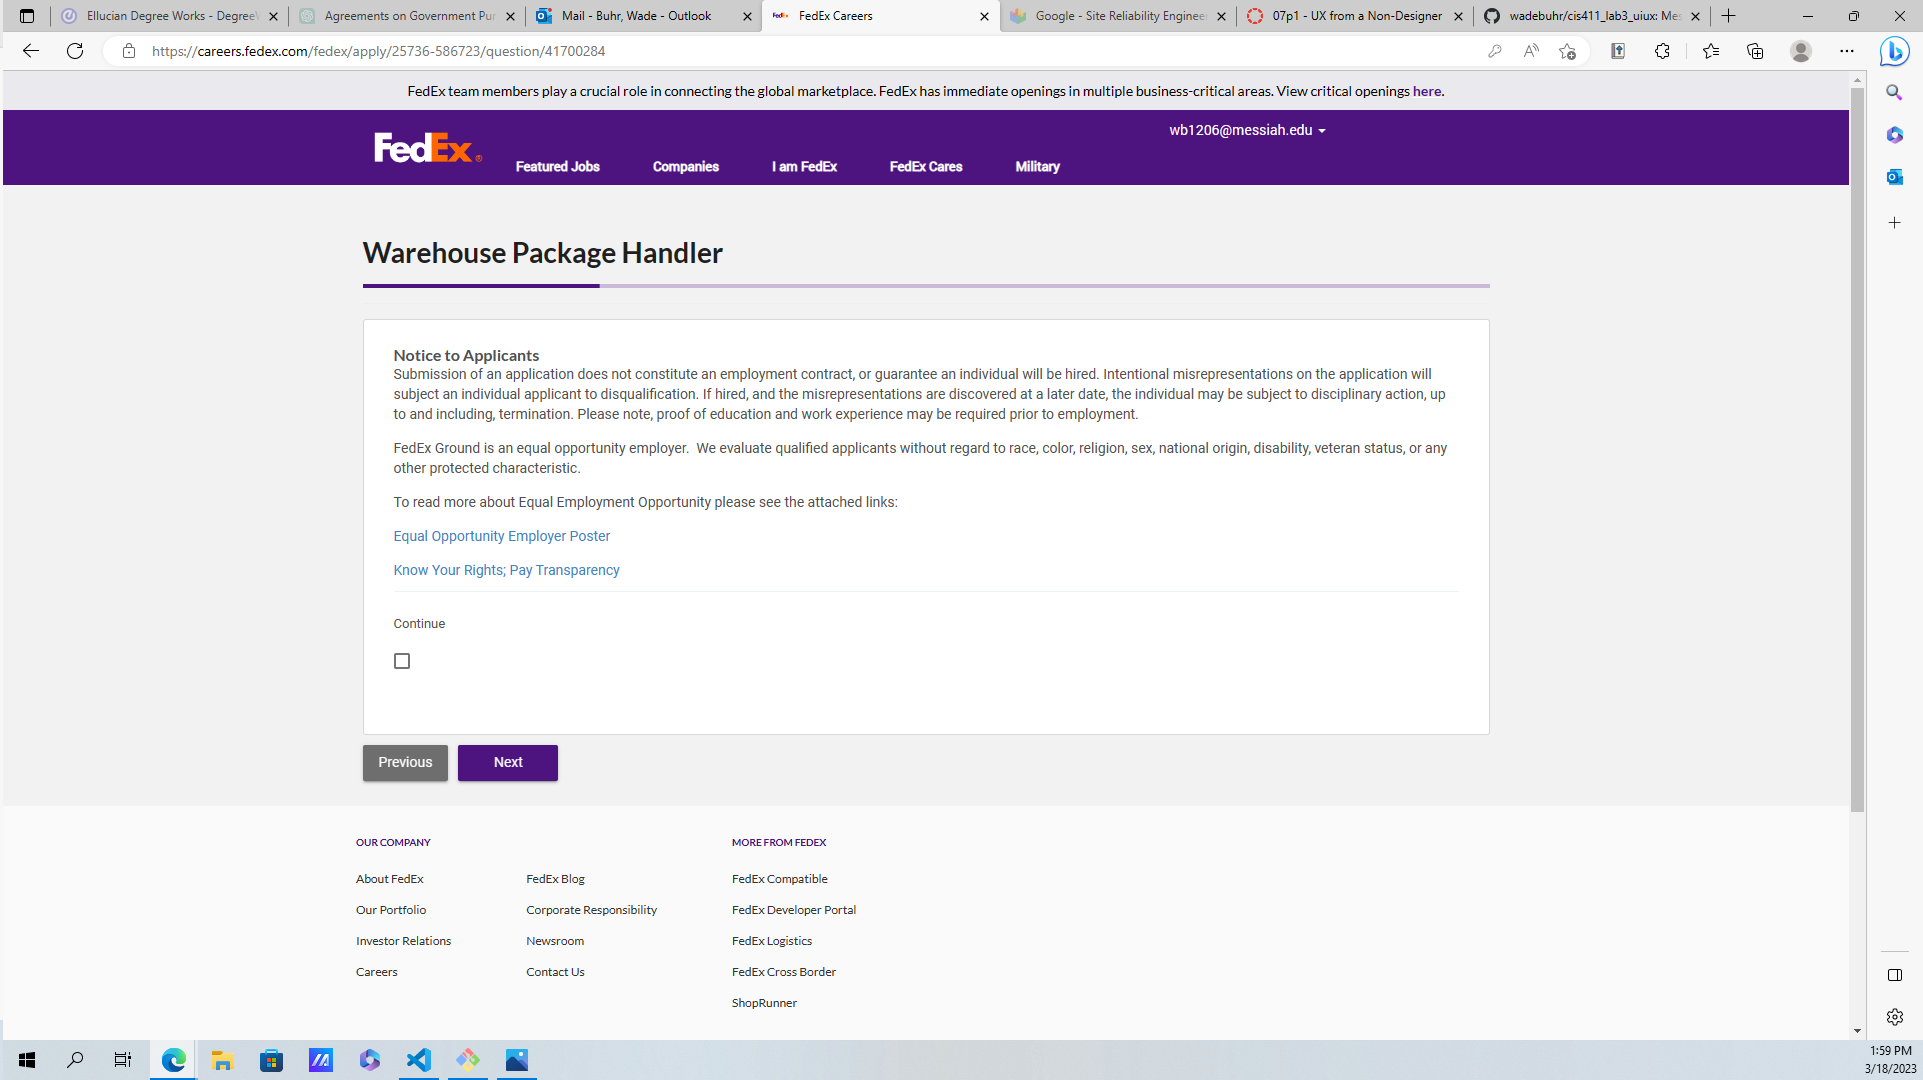 Ellucian Degree Works - Degree
Agreements on Government Pur
Mail - Buhr, Wade - Outlook
FedEx Careers
Google - Site Reliability Engineer
07p1 - UX from a Non-Designer
wadebuhr/cis411_lab3_uiux: Mes
https://careers.fedex.com/fedex/apply/25736-586723/question/41700284
FedEx team members play a crucial role in connecting the global marketplace. FedEx has immediate openings in multiple business-critical areas. View critical openings here.
wb1206@messiah.edu
FedEx®
Featured Jobs Companies I am FedEx FedEx Cares Military
Warehouse Package Handler
Notice to Applicants
Submission of an application does not constitute an employment contract, or guarantee an individual will be hired. Intentional misrepresentations on the application will
subject an individual applicant to disqualification. If hired, and the misrepresentations are discovered at a later date, the individual may be subject to disciplinary action, up
to and including, termination. Please note, proof of education and work experience may be required prior to employment.
FedEx Ground is an equal opportunity employer.  We evaluate qualified applicants without regard to race, color, religion, sex, national origin, disability, veteran status, or any
other protected characteristic.
To read more about Equal Employment Opportunity please see the attached links:
Equal Opportunity Employer Poster
Know Your Rights; Pay Transparency
Continue
Previous Next
OUR COMPANY
About FedEx
Our Portfolio
Investor Relations
Careers
FedEx Blog
Corporate Responsibility
Newsroom
Contact Us
MORE FROM FEDEX
FedEx Compatible
FedEx Developer Portal
FedEx Logistics
FedEx Cross Border
ShopRunner
1:59 PM
3/18/2023